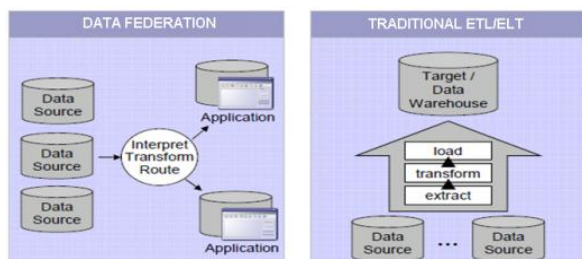 DATA FEDERATION
Data
Source
Data
Source
Data
Source
Interpret
Transform
Route
Application
Application
TRADITIONAL ETL/ELT
Target /
Data
Warehouse
load
transform
extract
Data
Source
...
Data
Source